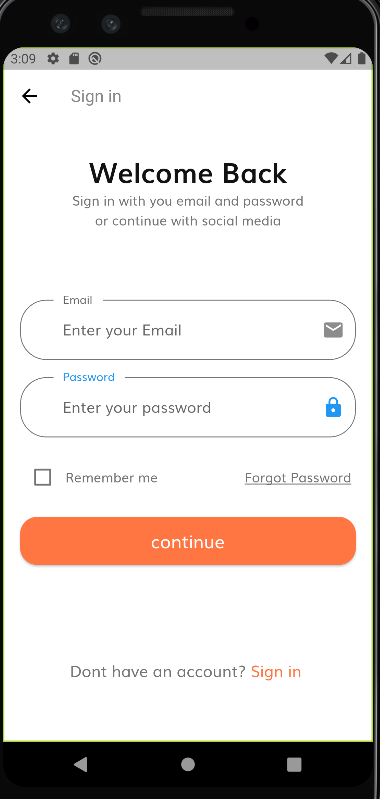 3:09
Sign in
Welcome Back
Sign in with you email and password
or continue with social media
Email
Enter your Email
Password
Enter your password
Remember me
Forgot Password
continue
Dont have an account? Sign in